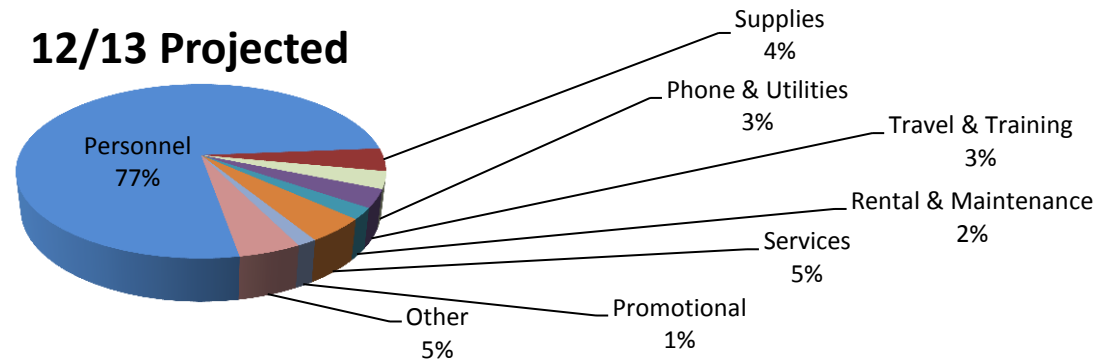 12/13 Projected
Supplies
4%
Phone & Utilities
3%
Travel & Training
3%
Personnel
77%
Rental & Maintenance
2%
Services
5%
Promotional
1%
Other
5%